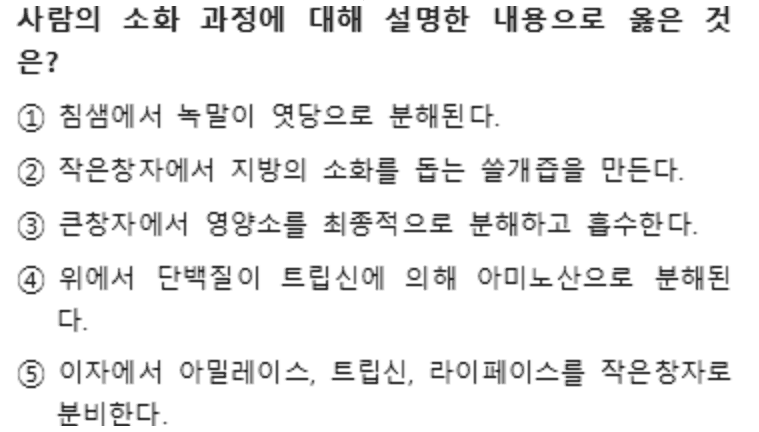 사람의 소화 과정에 대해 설명한 내용으로 옳은 것
은?
① 침샘에서 녹말이 엿당으로 분해된다.
② 작은창자에서 지방의 소화를 돕는 쓸개즙을 만든다.
③ 큰창자에서 영양소를 최종적으로 분해하고 흡수한다.
④ 위에서 단백질이 트립신에 의해 아미노산으로 분해된
다.
⑤ 이자에서 아밀레이스, 트립신, 라이페이스를 작은창자로
분비한다.